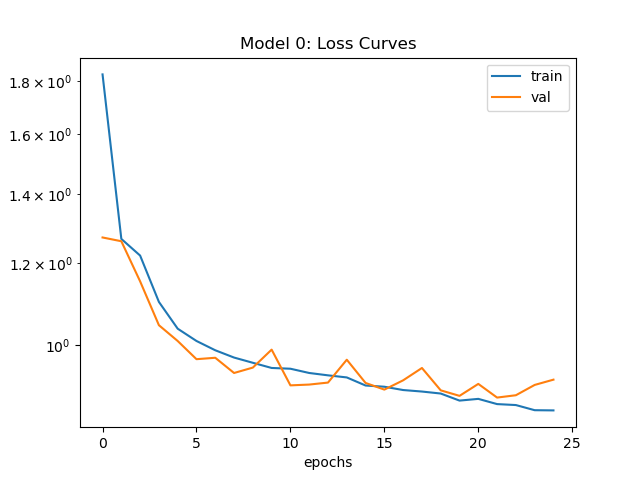 Model 0: Loss Curves
train
val
1.8 × 10⁰
1.6 × 10⁰
1.4 × 10⁰
1.2 × 10⁰
10⁰
0 5 10 15 20 25
epochs